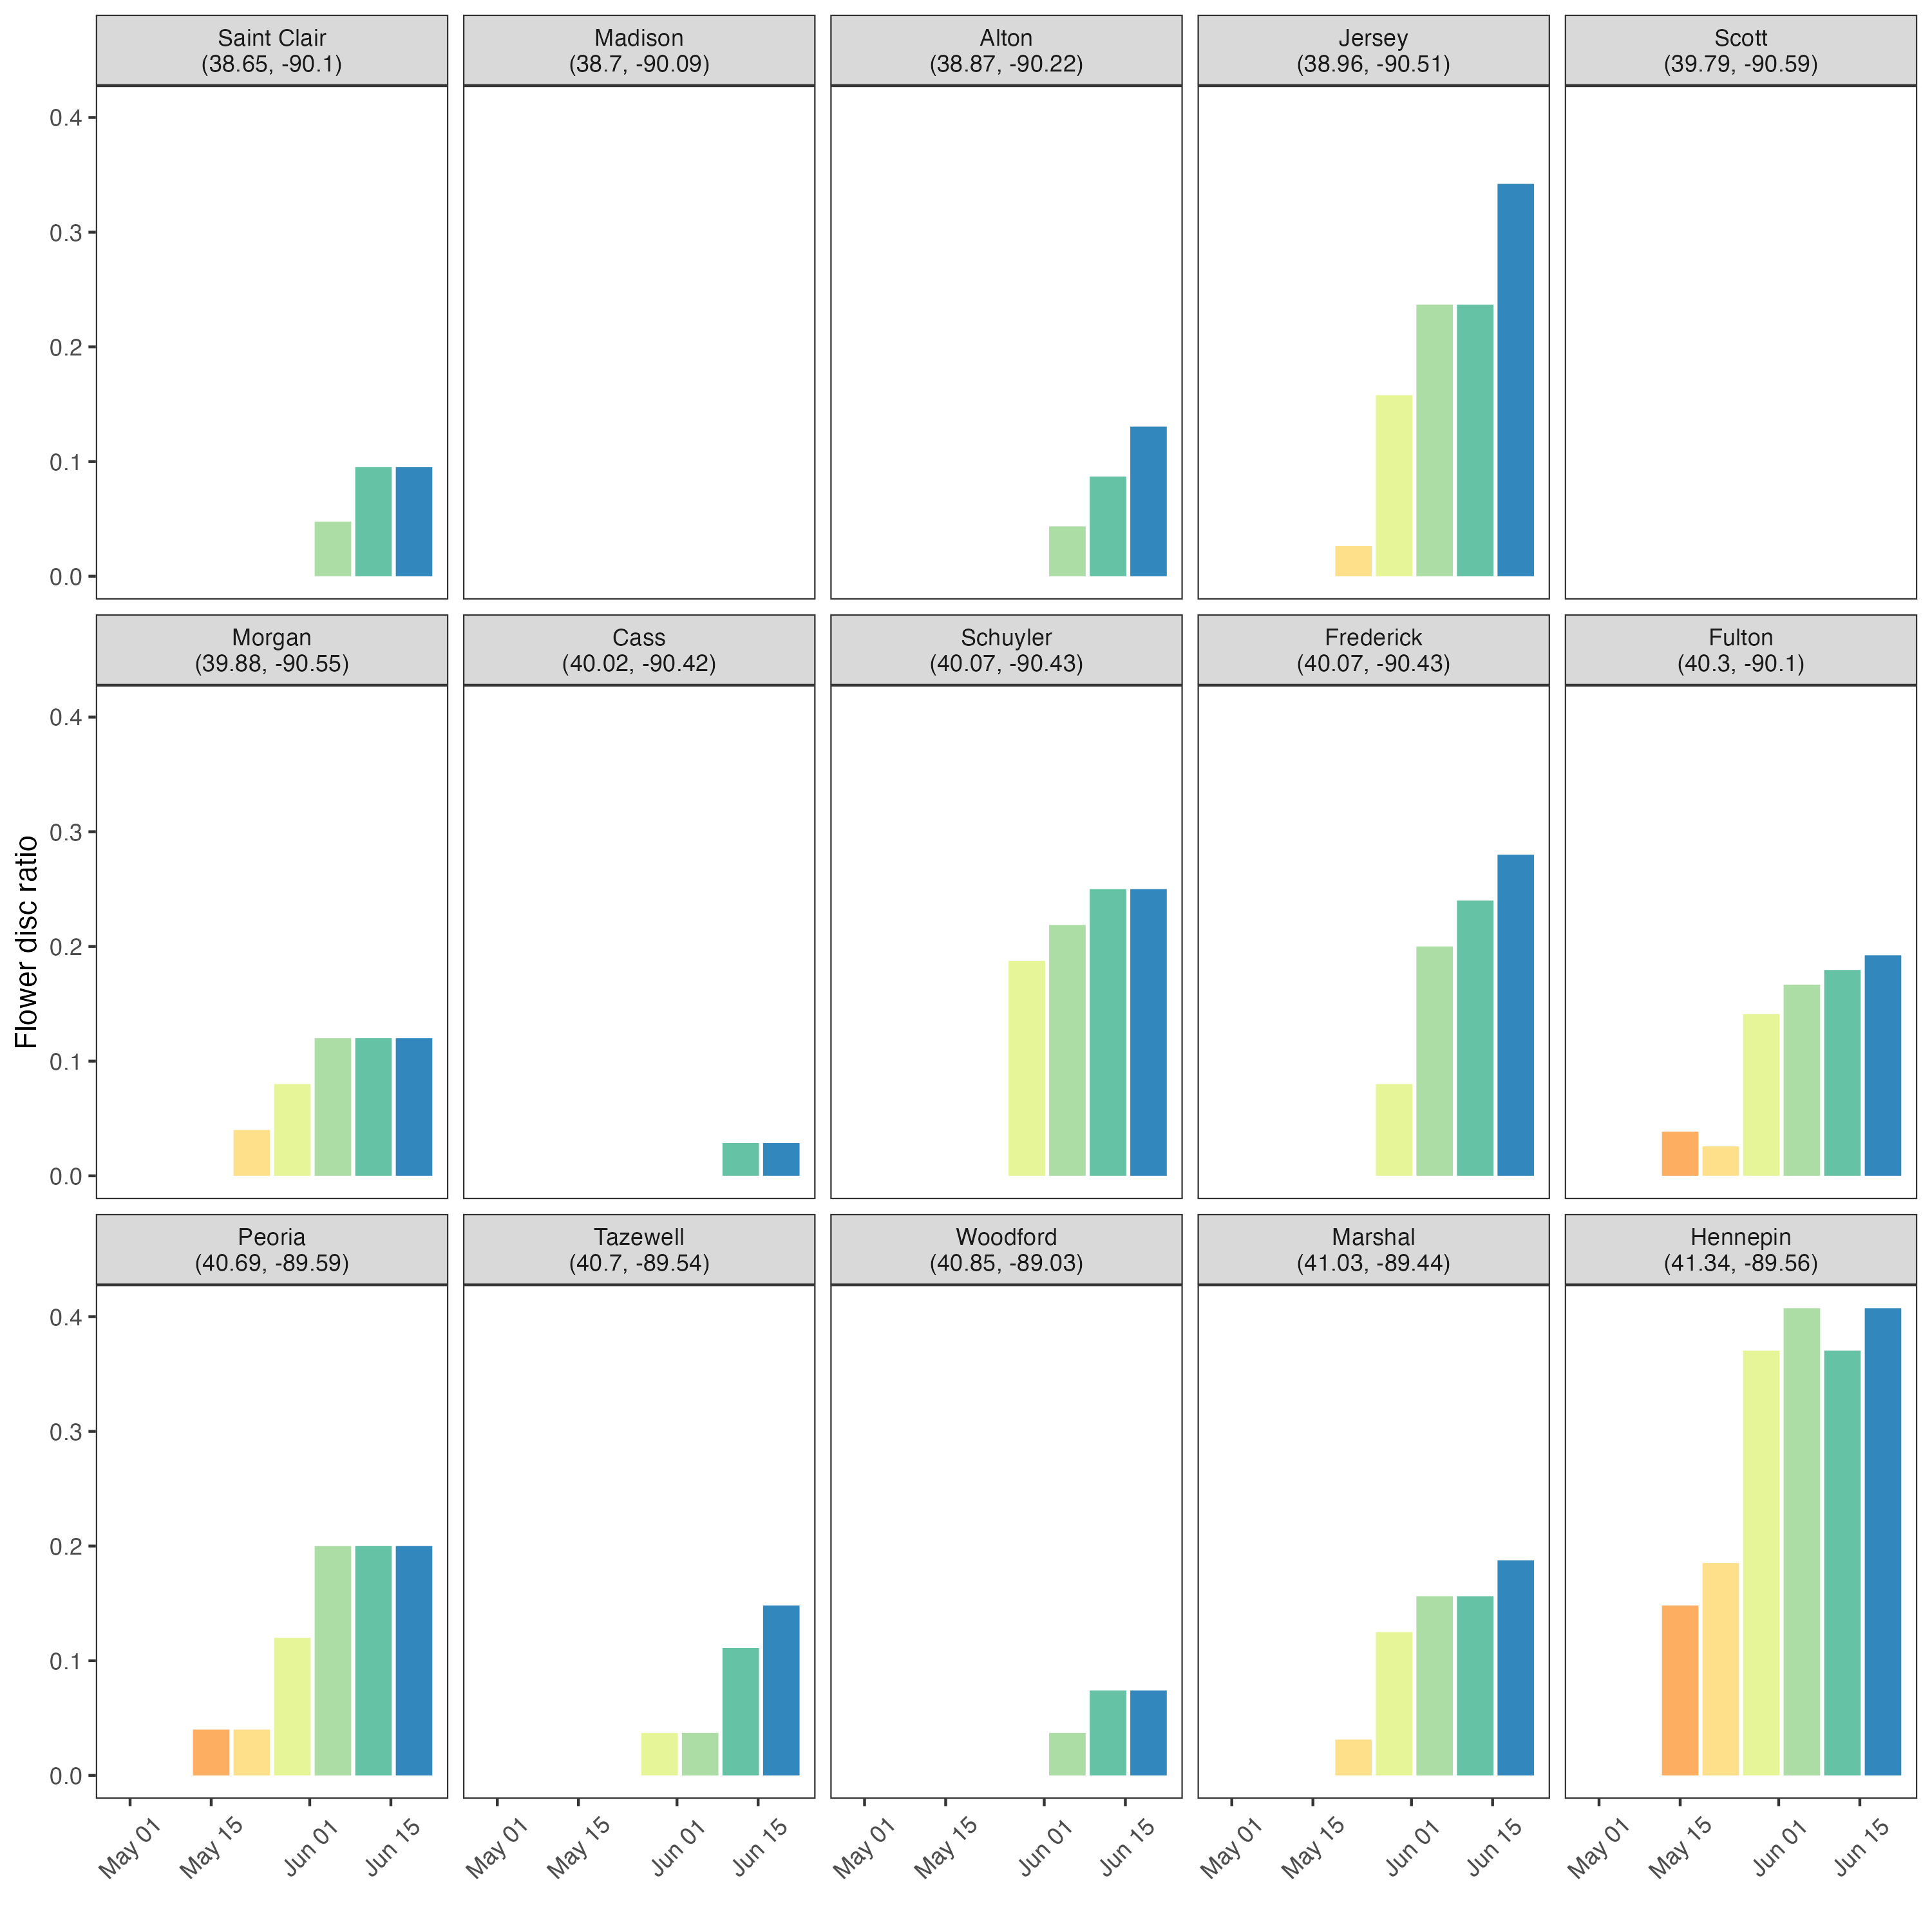 Saint Clair
(38.65, -90.1)
Madison
(38.7, -90.09)
Alton
(38.87, -90.22)
Jersey
(38.96, -90.51)
Scott
(39.79, -90.59)
0.4
0.3
0.2
0.1
0.0
Morgan
(39.88, -90.55)
Cass
(40.02, -90.42)
Schuyler
(40.07, -90.43)
Frederick
(40.07, -90.43)
Fulton
(40.3, -90.1)
0.4
0.3
0.2
0.1
0.0
Flower disc ratio
Peoria
(40.69, -89.59)
Tazewell
(40.7, -89.54)
Woodford
(40.85, -89.03)
Marshal
(41.03, -89.44)
Hennepin
(41.34, -89.56)
0.4
0.3
0.2
0.1
0.0
May 01
May 15
Jun 01
Jun 15
May 01
May 15
Jun 01
Jun 15
May 01
May 15
Jun 01
Jun 15
May 01
May 15
Jun 01
Jun 15
May 01
May 15
Jun 01
Jun 15